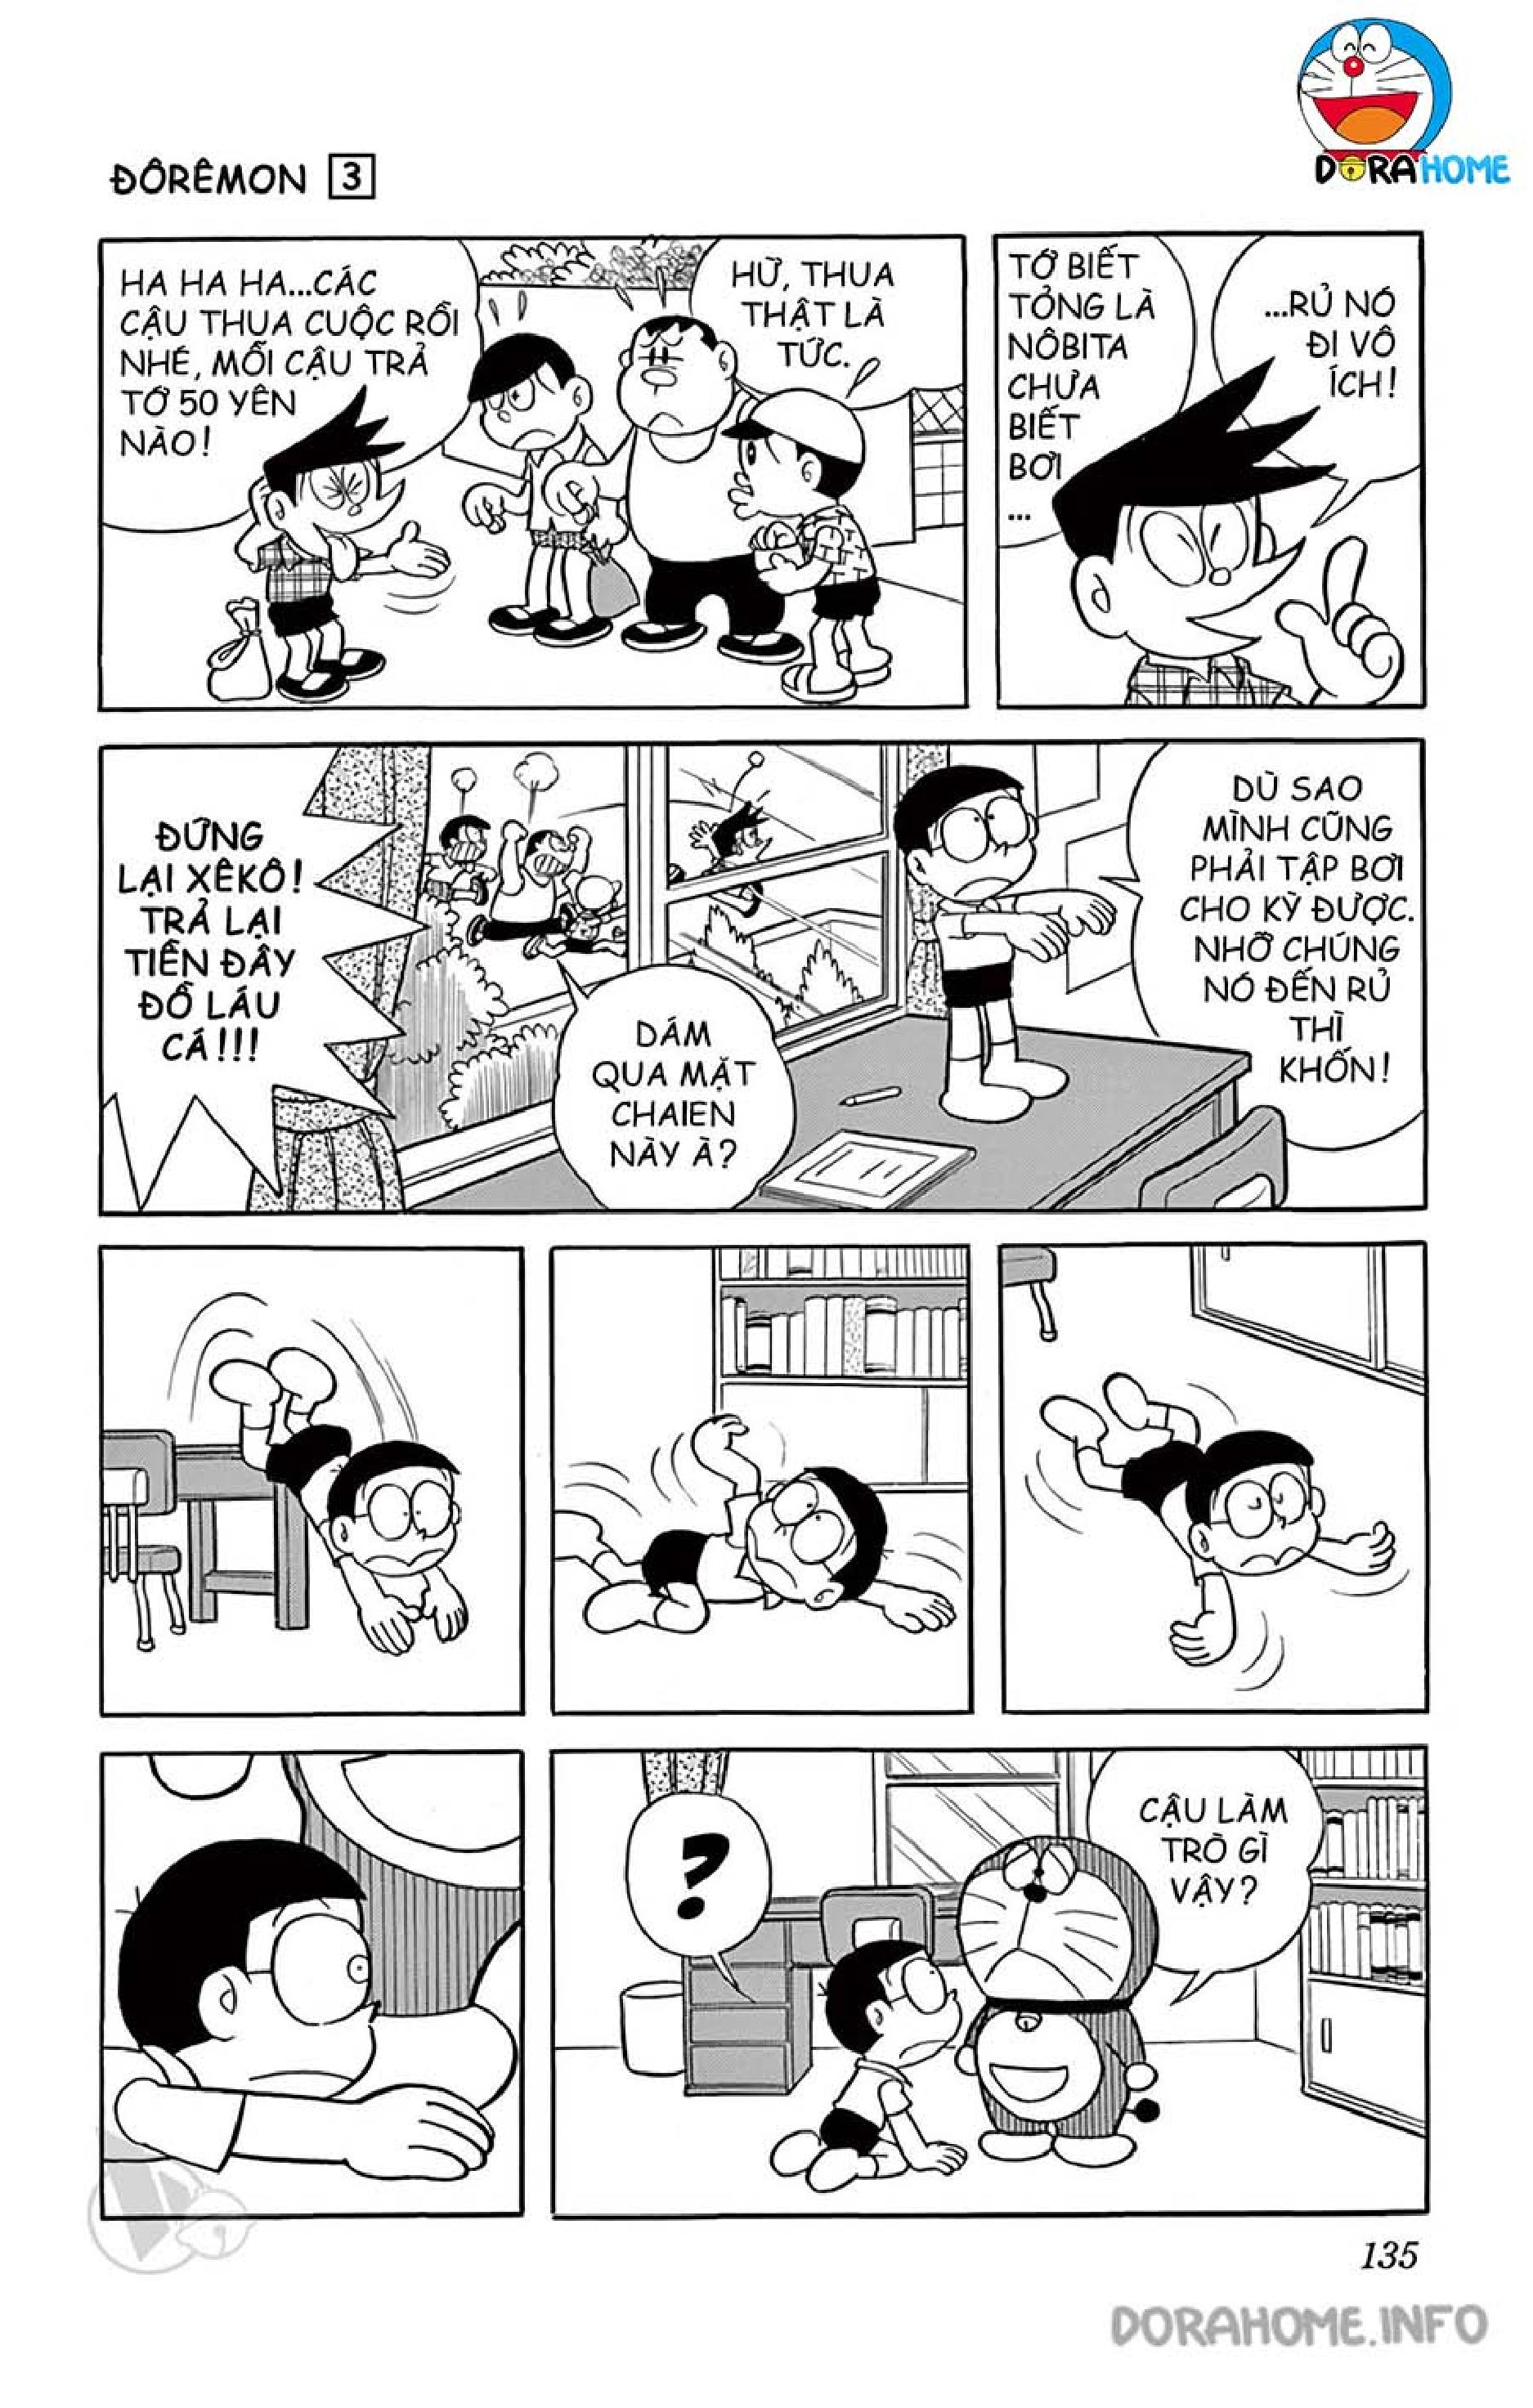 DORAHOME
ĐÔRÊMON 3
HA HA HA...CÁC
CẬU THUA CUỘC RỒI
NHÉ, MỖI CẬU TRẢ
TỚ 50 YÊN
NÀO!
HỪ, THUA
THẬT LÀ
TỨC.
TỚ BIẾT
TỎNG LÀ
NÔBITA
CHƯA
BIẾT
BƠI
...
...RỦ NÓ
ĐI VÔ
ÍCH!
ĐỨNG
LẠI XÊKÔ!
TRẢ LẠI
TIỀN ĐÂY
ĐỒ LÁU
CÁ!!!
DÁM
QUA MẶT
CHAIEN
NÀY À?
DÙ SAO
MÌNH CŨNG
PHẢI TẬP BƠI
CHO KỲ ĐƯỢC.
NHỠ CHÚNG
NÓ ĐẾN RỦ
THÌ
KHỐN!
?
CẬU LÀM
TRÒ GÌ
VẬY?
135
DORAHOME.INFO